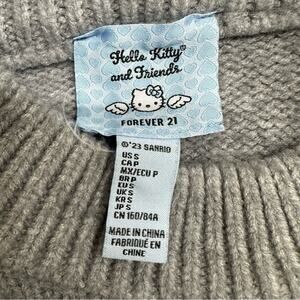 Hello Kitty
and Friends
FOREVER 21
©'23 SANRIO
US S
CA P
MX/ECU P
BR P
EU S
UK S
KR S
JP S
CN 160/84A
MADE IN CHINA
FABRIQUÉ EN
CHINE